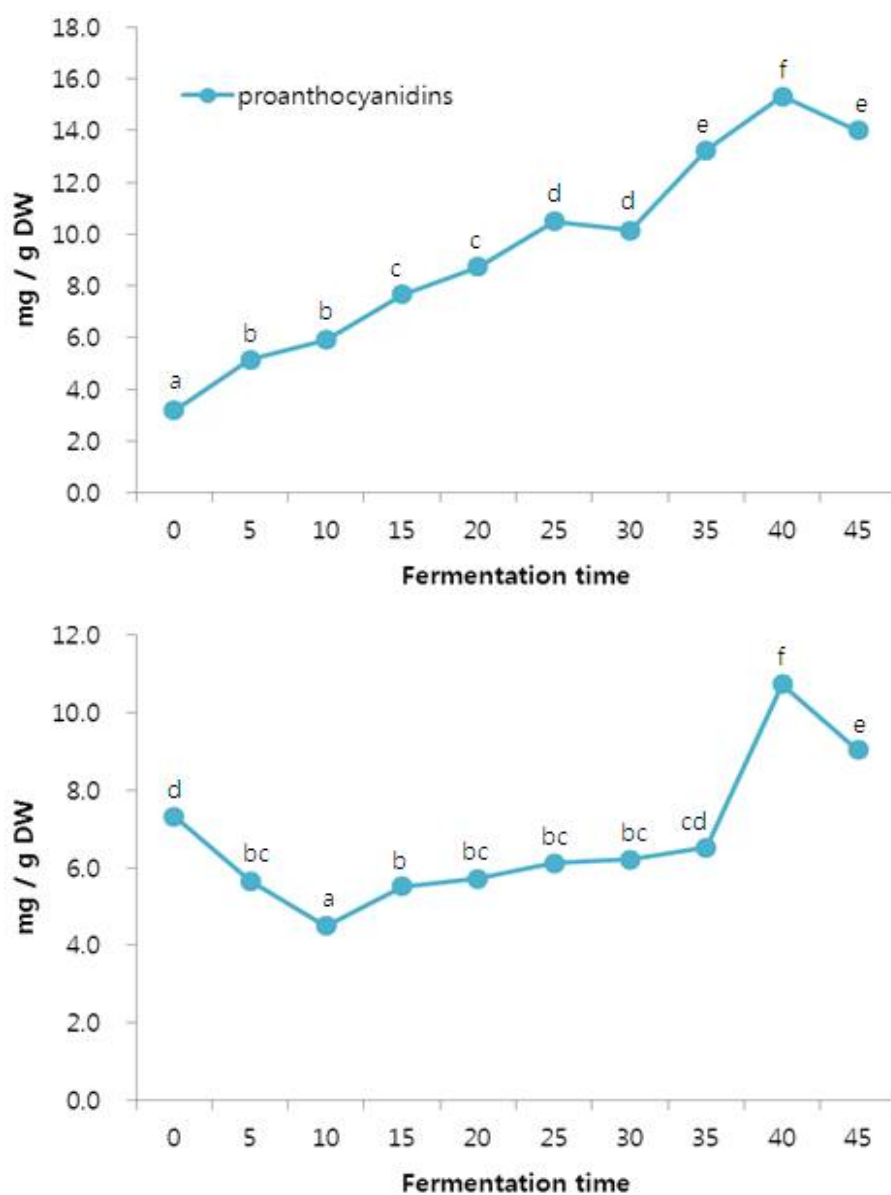 18.0
16.0
14.0
12.0
10.0
8.0
6.0
4.0
2.0
0.0
mg / g DW
proanthocyanidins
a
b
b
c
c
d
d
e
f
e
0 5 10 15 20 25 30 35 40 45
Fermentation time
12.0
10.0
8.0
6.0
4.0
2.0
0.0
mg / g DW
d
bc
a
b
bc
bc
bc
cd
f
e
0 5 10 15 20 25 30 35 40 45
Fermentation time